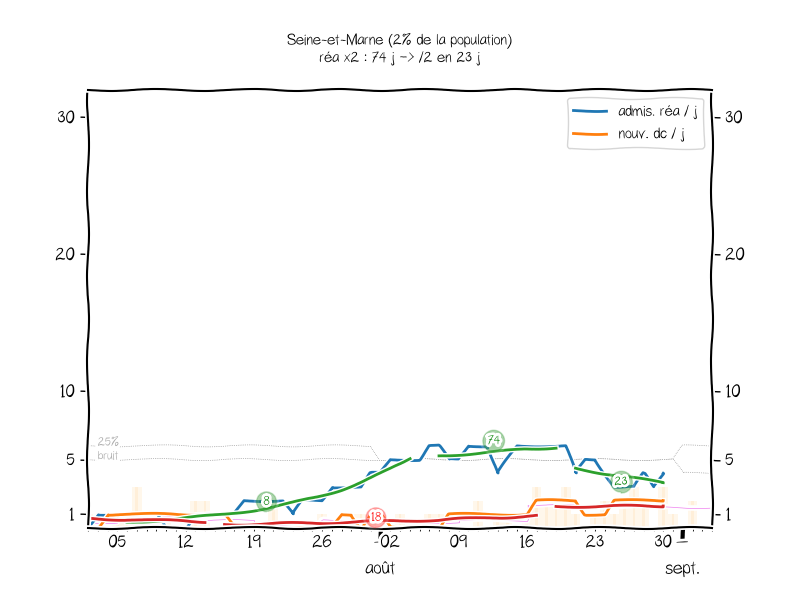 Seine-et-Marne (2% de la population)
réa x2 : 74 j -> /2 en 23 j
admis. réa / j
nouv. dc / j
30
30
20
20
10
10
25%
bruit
5
5
1
1
74
23
8
18
05 12 19 26 02 09 16 23 30
août sept.